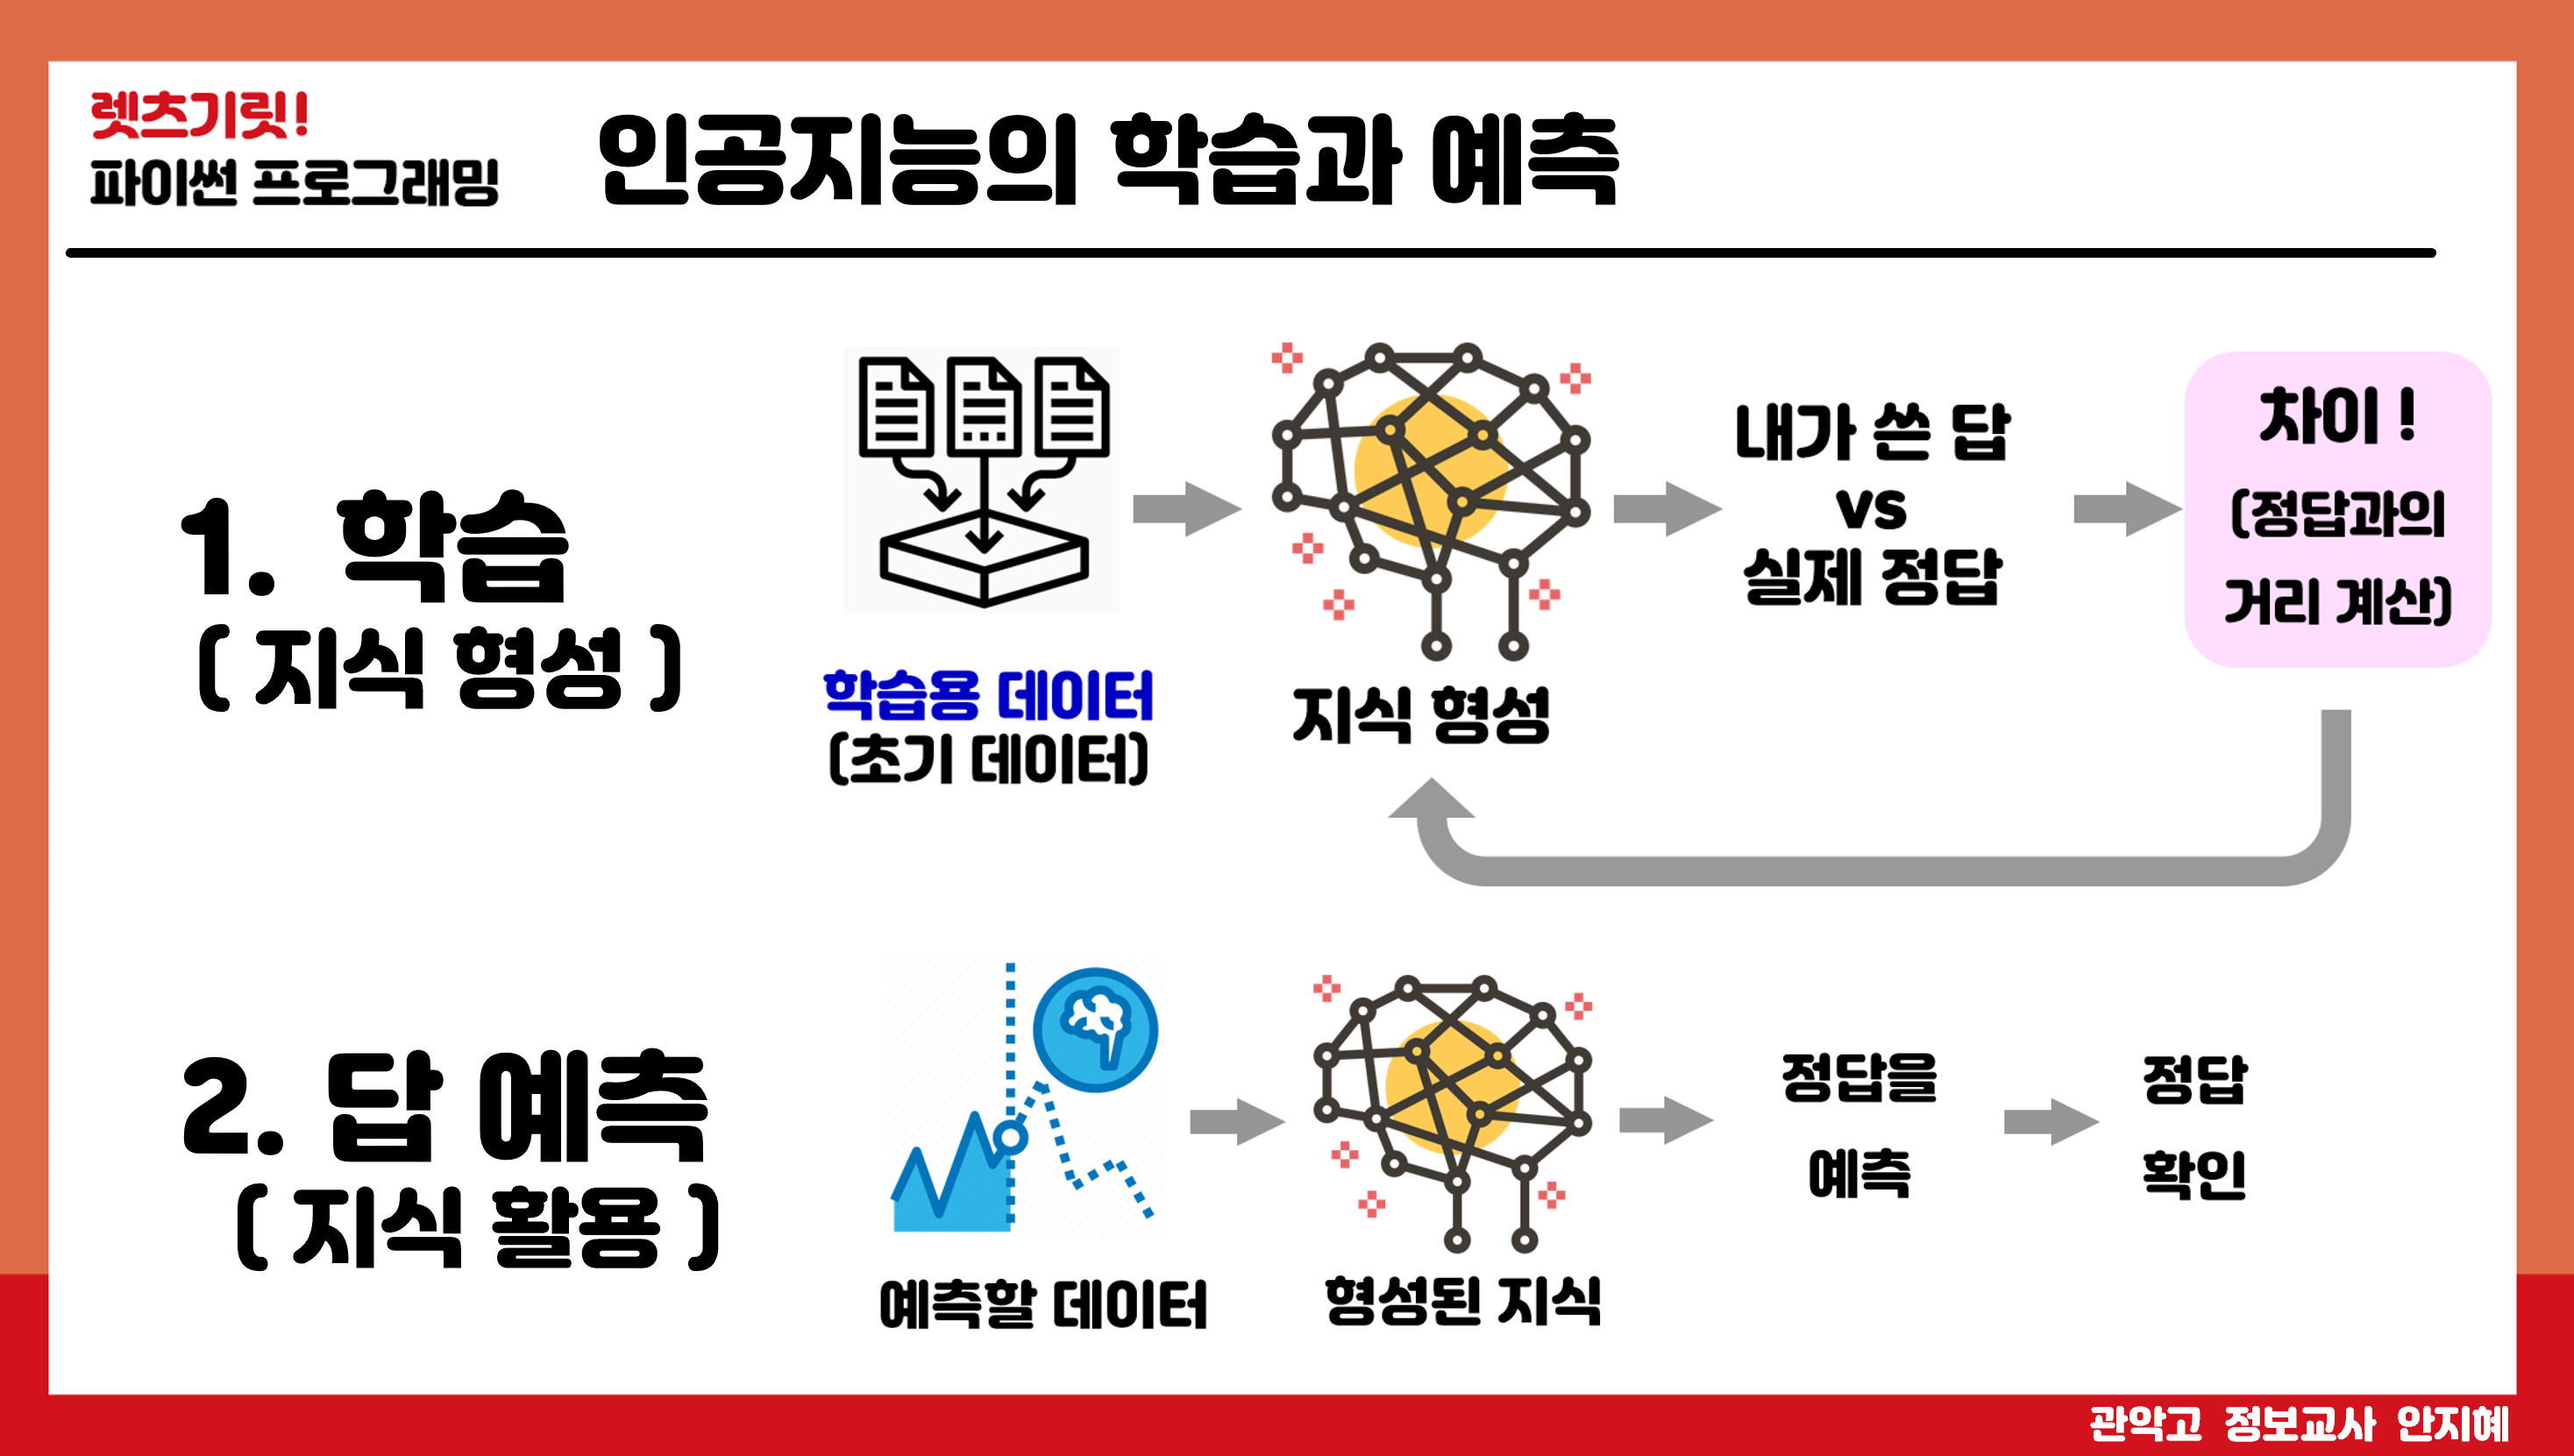 렛츠기릿!
파이썬 프로그래밍
인공지능의 학습과 예측
1. 학습
( 지식 형성 )
학습용 데이터
(초기 데이터)
지식 형성
내가 쓴 답
vs
실제 정답
차이 !
(정답과의
거리 계산)
2. 답 예측
( 지식 활용 )
예측할 데이터
형성된 지식
정답을
예측
정답
확인
관악고 정보교사 안지혜